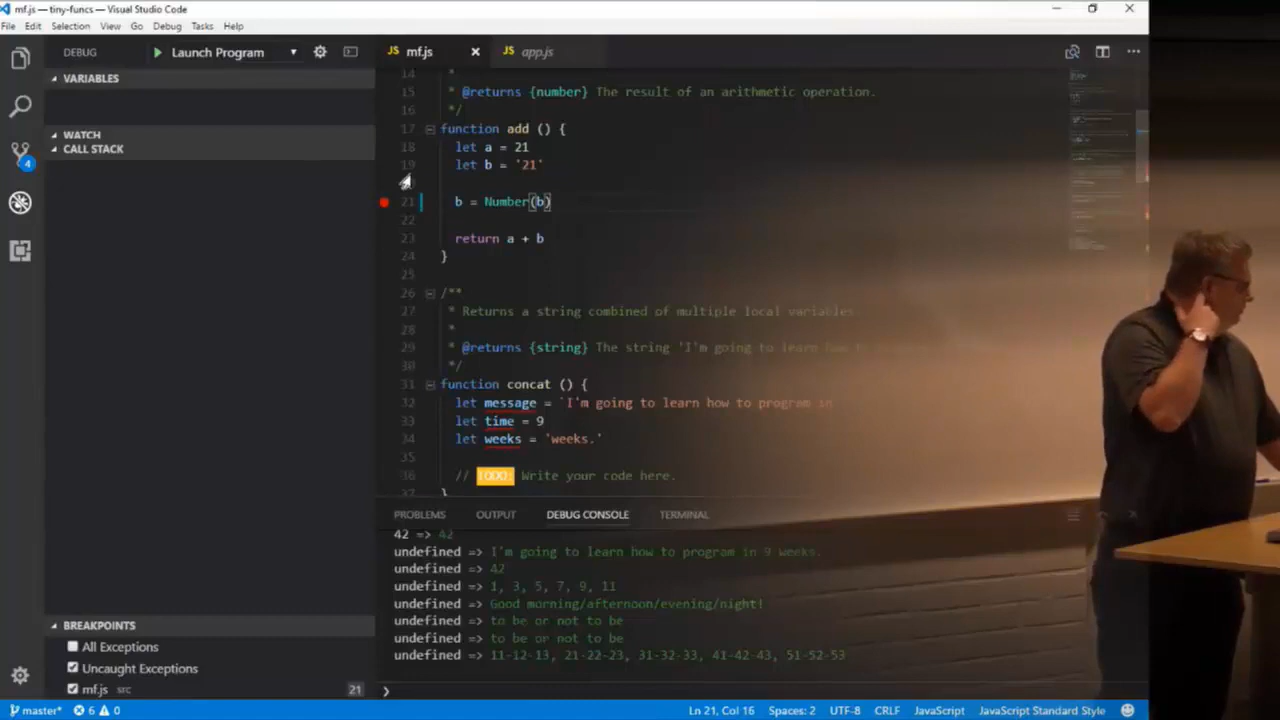 mf.js — tiny-funcs — Visual Studio Code
File Edit Selection View Go Debug Tasks Help
DEBUG Launch Program mf.js app.js
VARIABLES
WATCH
CALL STACK
4
14 *
15 * @returns {number} The result of an arithmetic operation.
16 */
17 function add () {
18 let a = 21
19 let b = '21'
21 b = Number(b)
22
23 return a + b
24 }
25
26 /**
27 * Returns a string combined of multiple local variables.
28 *
29 * @returns {string} The string 'I'm going to learn how to
30 */
31 function concat () {
32 let message = `I'm going to learn how to program in
33 let time = 9
34 let weeks = 'weeks.'
35
36 // TODO: Write your code here.
37 }
PROBLEMS OUTPUT DEBUG CONSOLE TERMINAL
42 => 42
undefined => I'm going to learn how to program in 9 weeks.
undefined => 42
undefined => 1, 3, 5, 7, 9, 11
undefined => Good morning/afternoon/evening/night!
undefined => to be or not to be
undefined => to be or not to be
undefined => 11-12-13, 21-22-23, 31-32-33, 41-42-43, 51-52-53
BREAKPOINTS
All Exceptions
Uncaught Exceptions
mf.js src 21
master* 6 0 Ln 21, Col 16 Spaces: 2 UTF-8 CRLF JavaScript JavaScript Standard Style